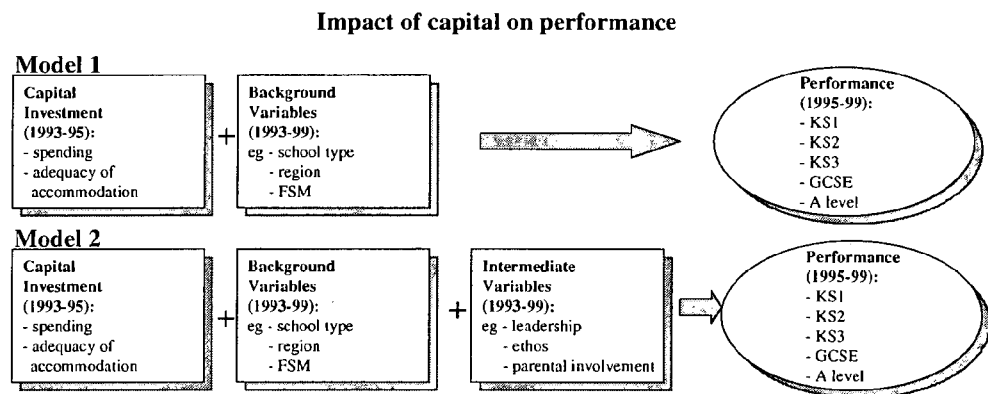 Impact of capital on performance
Model 1
Capital
Investment
(1993-95):
- spending
- adequacy of
accommodation
+
Background
Variables
(1993-99):
eg - school type
- region
- FSM
Performance
(1995-99):
- KS1
- KS2
- KS3
- GCSE
- A level
Model 2
Capital
Investment
(1993-95):
- spending
- adequacy of
accommodation
+
Background
Variables
(1993-99):
eg - school type
- region
- FSM
+
Intermediate
Variables
(1993-99):
eg - leadership
- ethos
- parental involvement
Performance
(1995-99):
- KS1
- KS2
- KS3
- GCSE
- A level